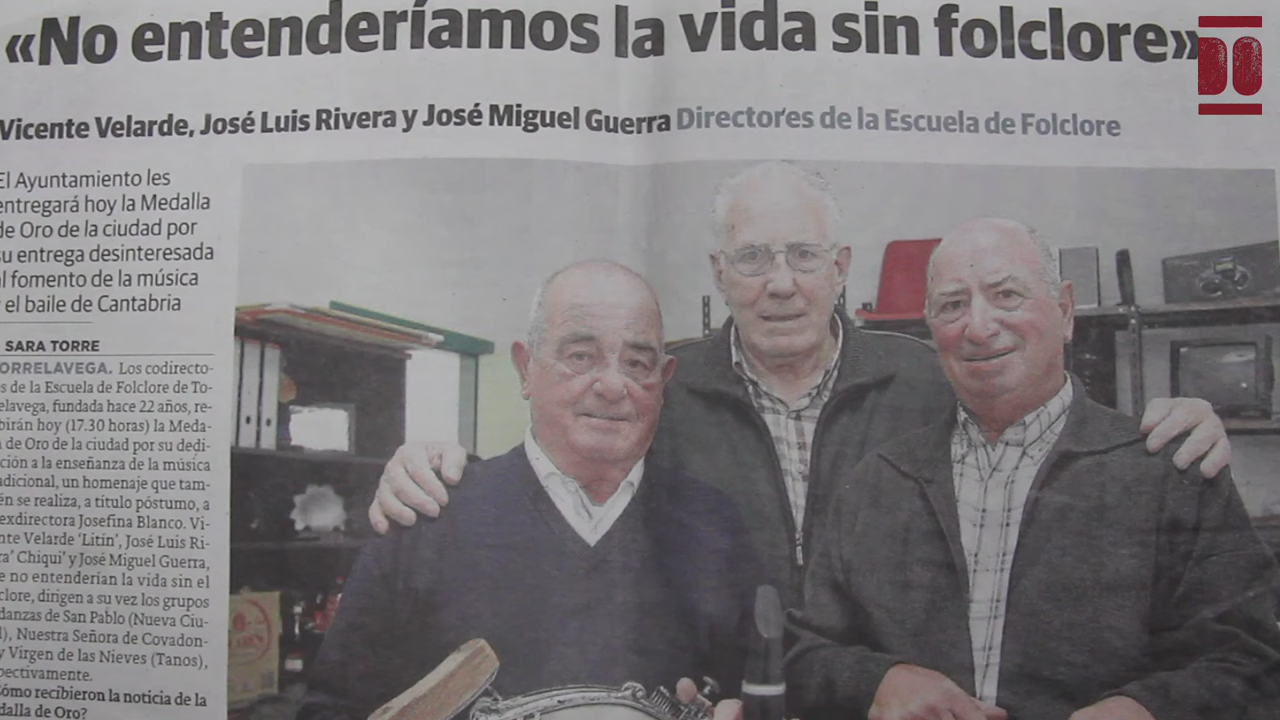 «No entenderíamos la vida sin folclore»
DO
Vicente Velarde, José Luis Rivera y José Miguel Guerra Directores de la Escuela de Folclore
El Ayuntamiento les
entregará hoy la Medalla
de Oro de la ciudad por
su entrega desinteresada
al fomento de la música
y el baile de Cantabria
SARA TORRE
ORRELAVEGA. Los codirecto-
s de la Escuela de Folclore de To-
elavega, fundada hace 22 años, re-
birán hoy (17.30 horas) la Meda-
de Oro de la ciudad por su dedi-
ción a la enseñanza de la música
dicional, un homenaje que tam-
én se realiza, a título póstumo, a
exdirectora Josefina Blanco. Vi-
nte Velarde 'Litín', José Luis Ri-
ra' Chiqui' y José Miguel Guerra,
e no entenderían la vida sin el
clore, dirigen a su vez los grupos
danzas de San Pablo (Nueva Ciu-
l), Nuestra Señora de Covadon-
y Virgen de las Nieves (Tanos),
pectivamente.
Cómo recibieron la noticia de la
dalla de Oro?